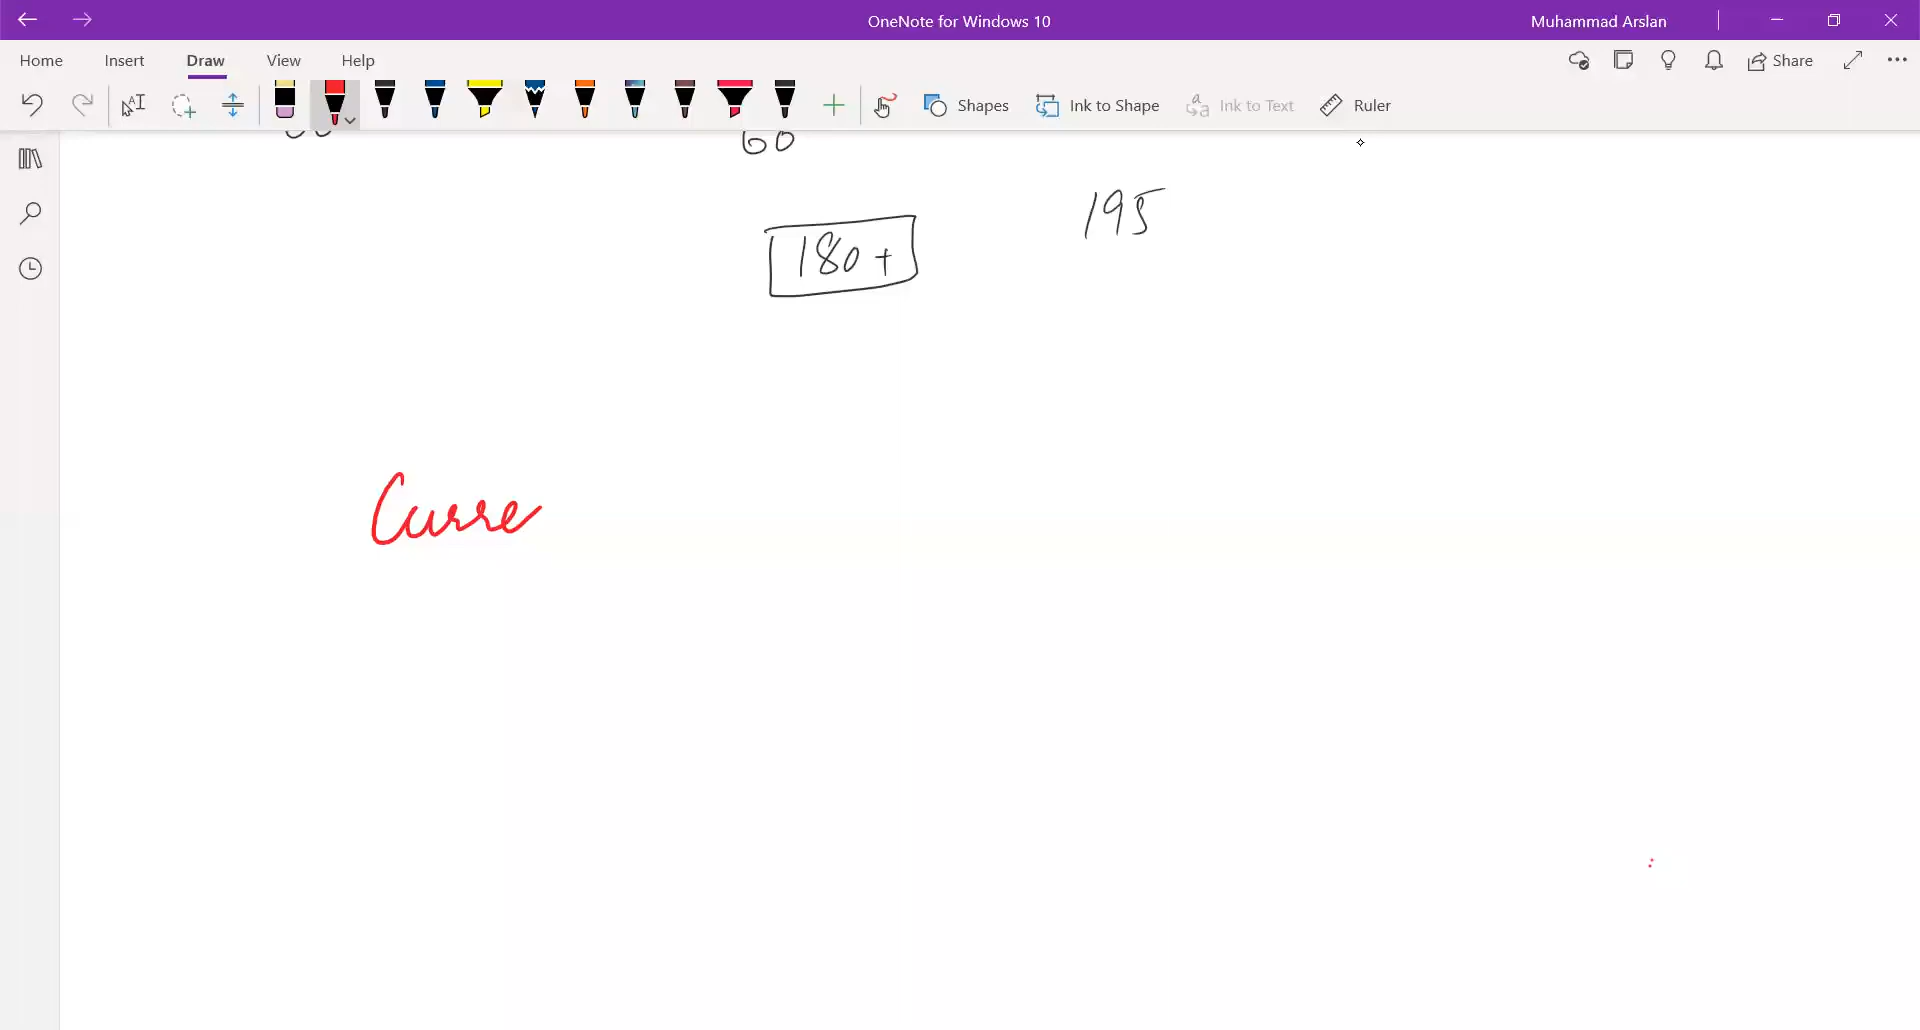 OneNote for Windows 10
Muhammad Arslan
Home Insert Draw View Help
Share
Shapes Ink to Shape Ink to Text Ruler
60
195
180+
Curre